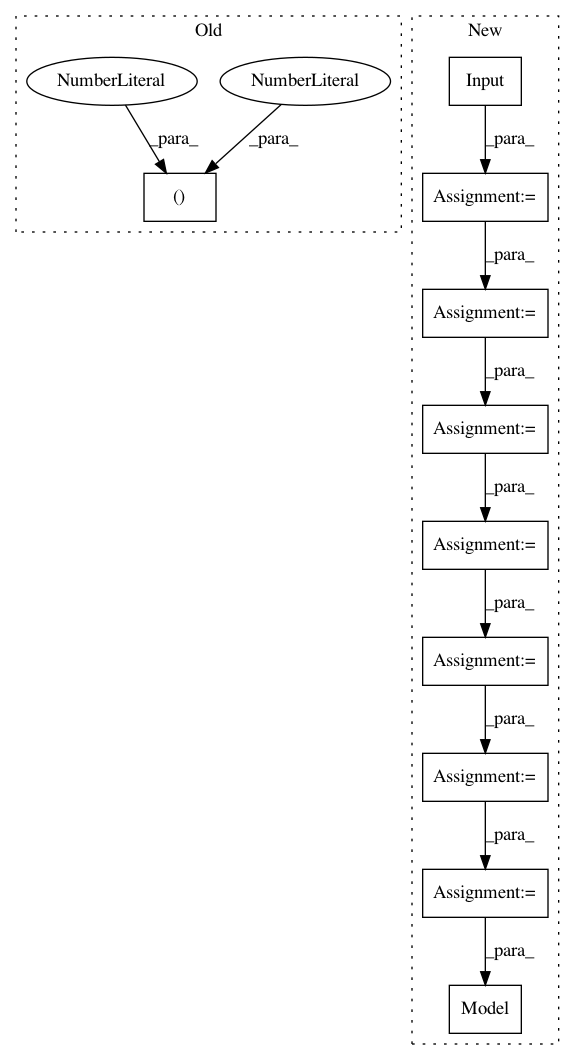 Old
NumberLiteral
NumberLiteral
_para_
_para_
()
New
Input
_para_
Assignment:=
_para_
Assignment:=
_para_
Assignment:=
_para_
Assignment:=
_para_
Assignment:=
_para_
Assignment:=
_para_
Assignment:=
_para_
Model